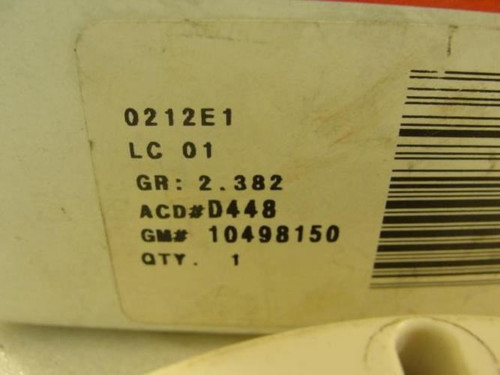 0212E1
LC 01
GR: 2.382
ACD#D448
GM# 10498150
QTY. 1